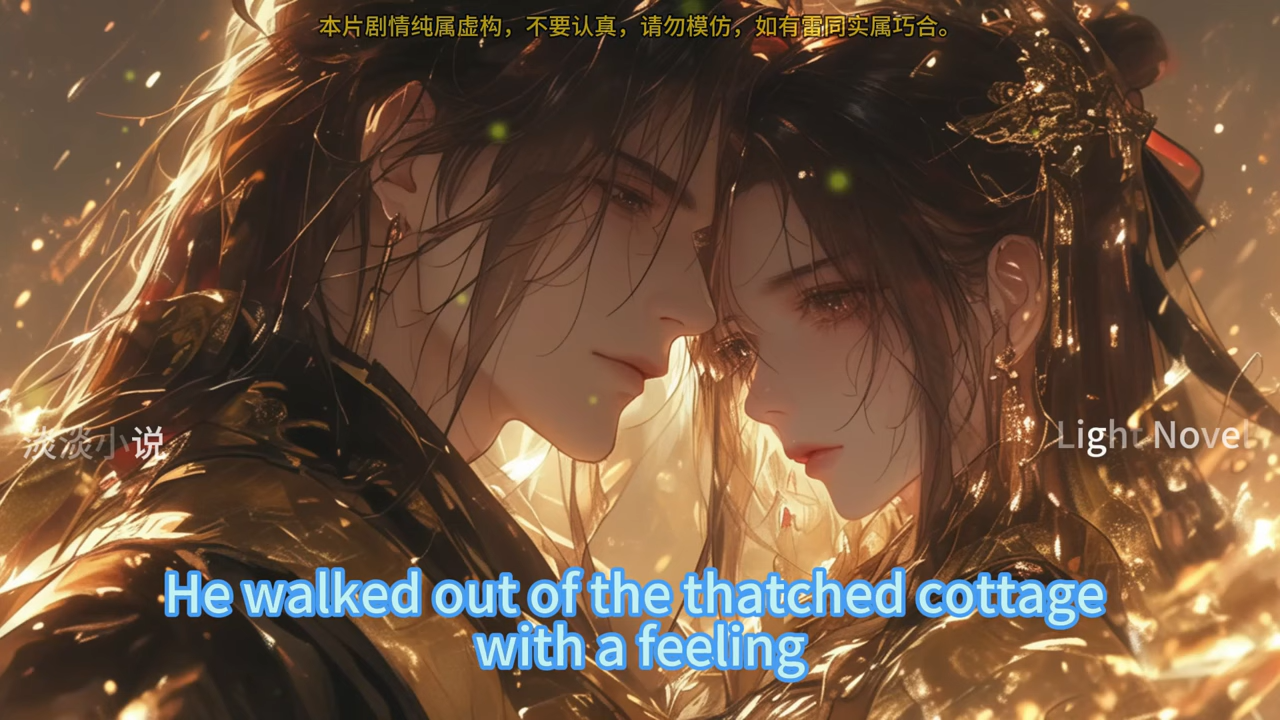 本片剧情纯属虚构，不要认真，请勿模仿，如有雷同实属巧合。
淡淡小说
Light Novel
He walked out of the thatched cottage
with a feeling